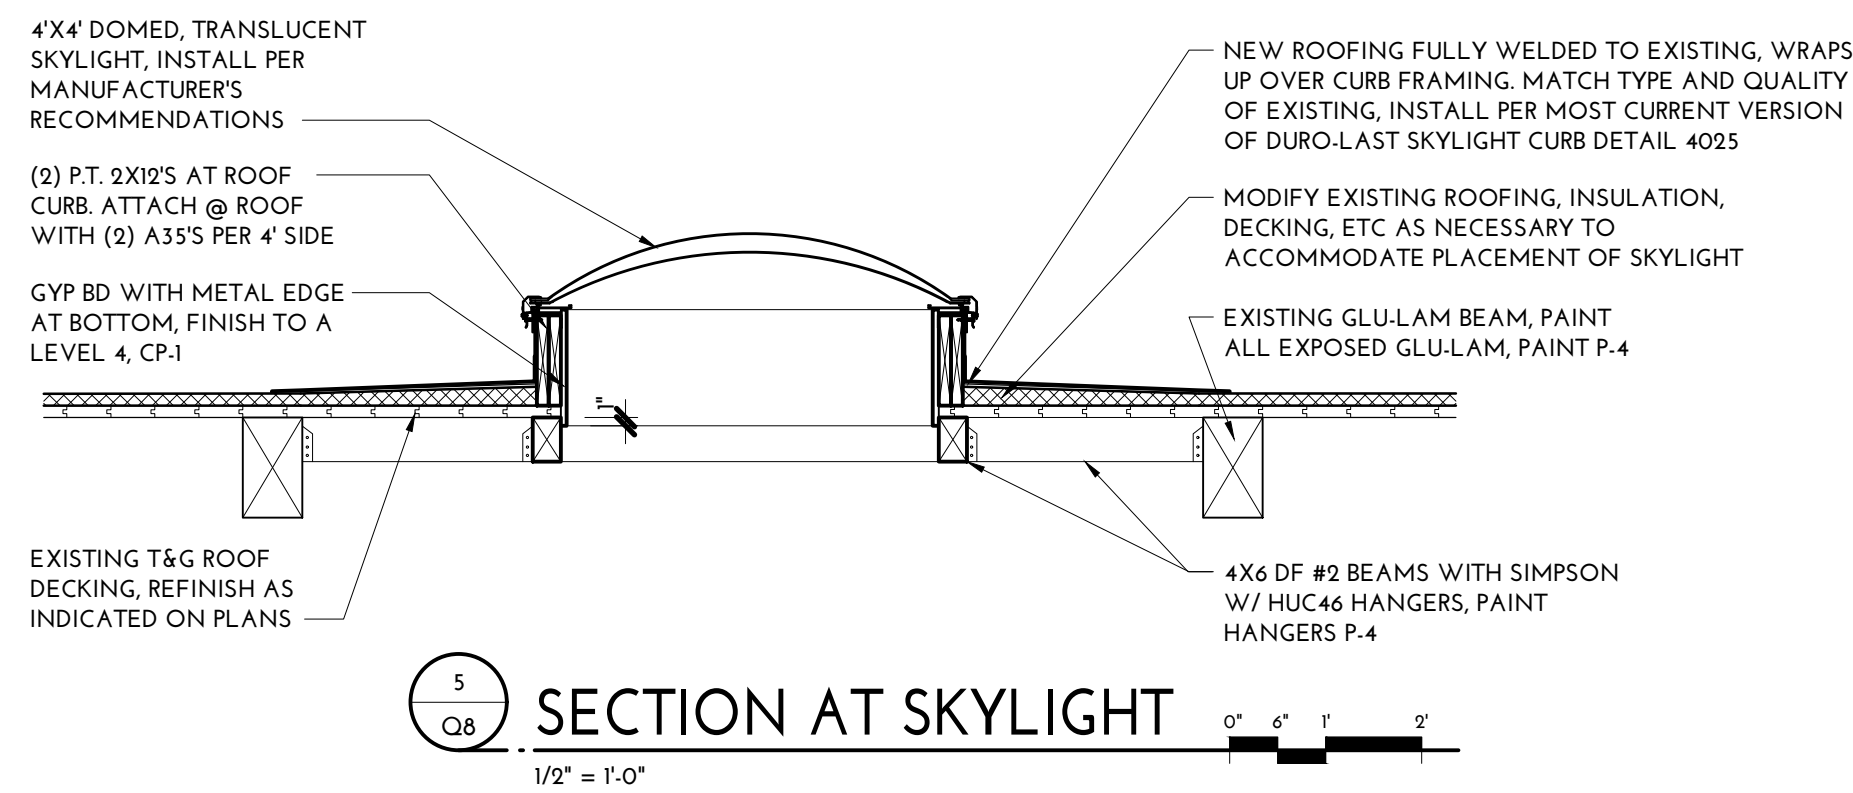 4'X4' DOMED, TRANSLUCENT
SKYLIGHT, INSTALL PER
MANUFACTURER'S
RECOMMENDATIONS
(2) P.T. 2X12'S AT ROOF
CURB. ATTACH @ ROOF
WITH (2) A35'S PER 4' SIDE
GYP BD WITH METAL EDGE
AT BOTTOM, FINISH TO A
LEVEL 4, CP-1
EXISTING T&G ROOF
DECKING, REFINISH AS
INDICATED ON PLANS
1"
NEW ROOFING FULLY WELDED TO EXISTING, WRAPS
UP OVER CURB FRAMING. MATCH TYPE AND QUALITY
OF EXISTING, INSTALL PER MOST CURRENT VERSION
OF DURO-LAST SKYLIGHT CURB DETAIL 4025
MODIFY EXISTING ROOFING, INSULATION,
DECKING, ETC AS NECESSARY TO
ACCOMMODATE PLACEMENT OF SKYLIGHT
EXISTING GLU-LAM BEAM, PAINT
ALL EXPOSED GLU-LAM, PAINT P-4
4X6 DF #2 BEAMS WITH SIMPSON
W/ HUC46 HANGERS, PAINT
HANGERS P-4
5
Q8
SECTION AT SKYLIGHT
1/2" = 1'-0"
0" 6" 1' 2'